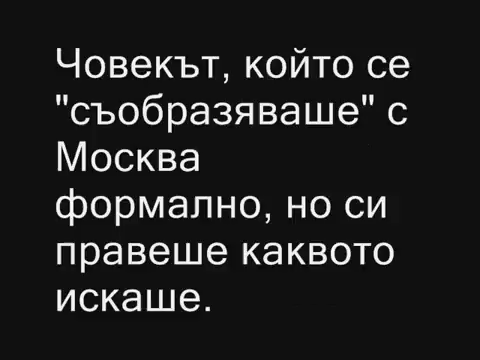 Човекът, който се
"съобразяваше" с
Москва
формално, но си
правеше каквото
искаше.